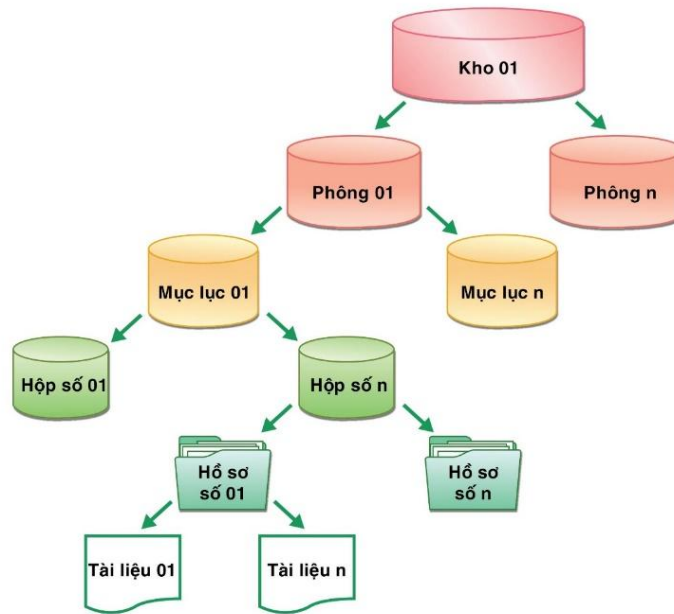 Kho 01
Phông 01
Phông n
Mục lục 01
Mục lục n
Hộp số 01
Hộp số n
Hồ sơ
số 01
Hồ sơ
số n
Tài liệu 01
Tài liệu n